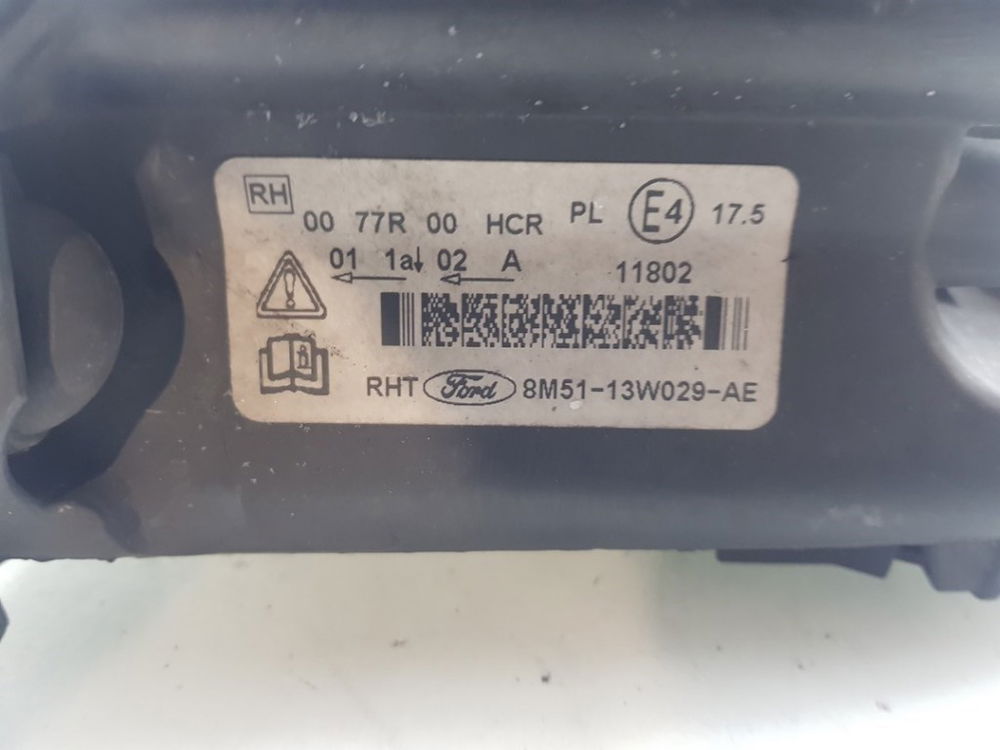 RH
00 77R 00 HCR PL E4 17.5
01 1a↓ 02 A 11802
RHT Ford 8M51-13W029-AE